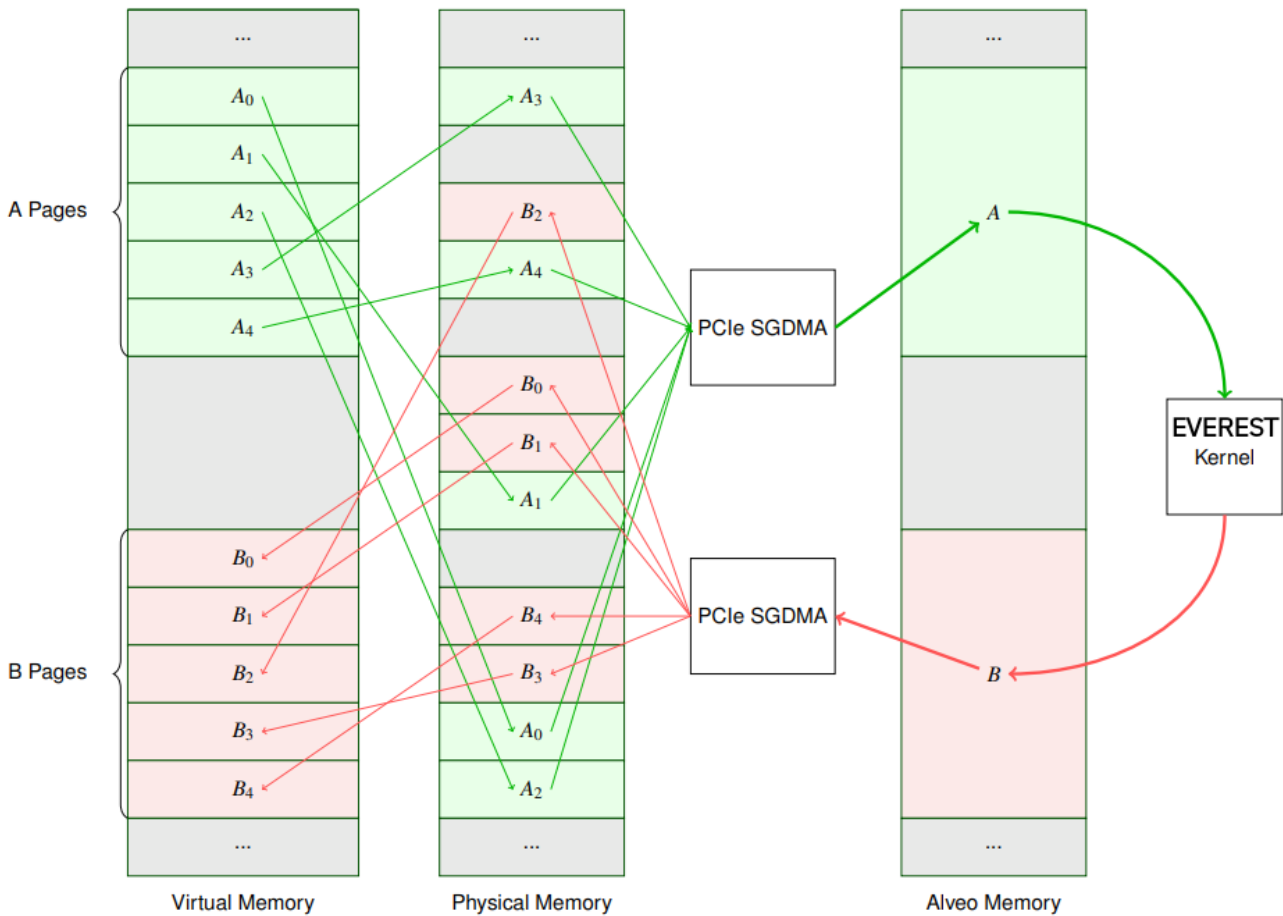 ...
A0
A1
A2
A3
A4
A Pages
B0
B1
B2
B3
B4
B Pages
...
Virtual Memory
...
A3
B2
A4
B0
B1
A1
B4
B3
A0
A2
...
Physical Memory
PCIe SGDMA
PCIe SGDMA
...
A
B
...
Alveo Memory
EVEREST
Kernel